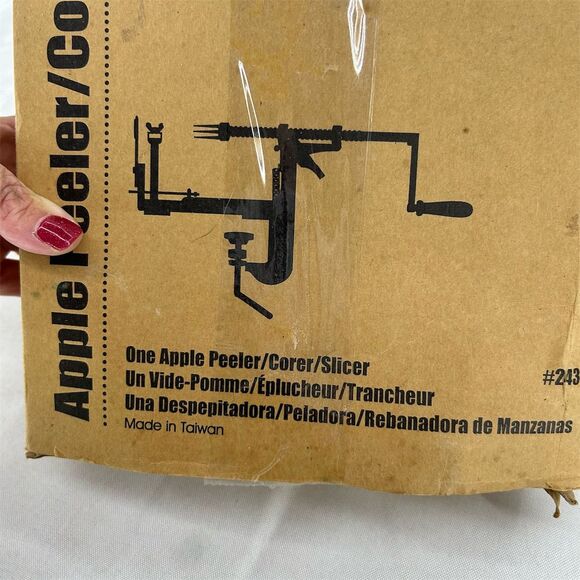 Apple Peeler/Co
One Apple Peeler/Corer/Slicer
#243
Un Vide-Pomme/Éplucheur/Trancheur
Una Despepitadora/Peladora/Rebanadora de Manzanas
Made in Taiwan